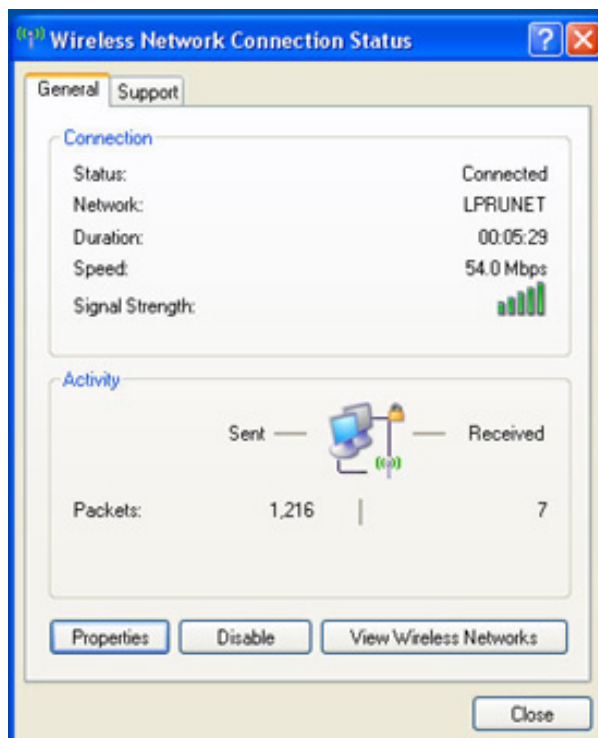 Wireless Network Connection Status
General Support
Connection
Status: Connected
Network: LPRUNET
Duration: 00:05:29
Speed: 54.0 Mbps
Signal Strength:
Activity
Sent Received
Packets: 1,216 7
Properties Disable View Wireless Networks
Close